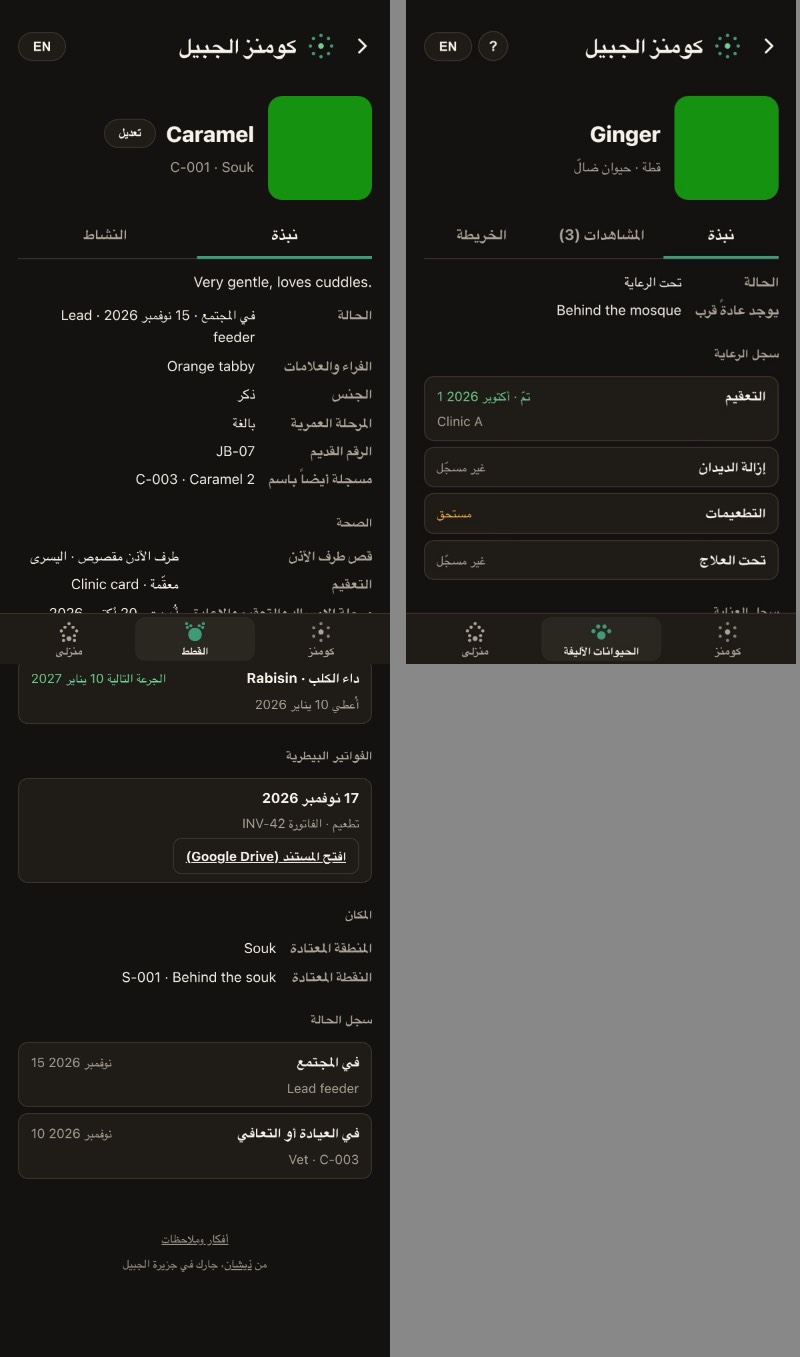 كومنز الجبيل
EN
Caramel
تعديل
C-001 · Souk
نبذة
النشاط
Very gentle, loves cuddles.
الحالة
في المجتمع · 15 نوفمبر 2026 · Lead feeder
الفراء والعلامات
Orange tabby
الجنس
ذكر
المرحلة العمرية
بالغة
الرقم القديم
JB-07
مسجلة أيضاً باسم
C-003 · Caramel 2
الصحة
قص طرف الأذن
طرف الأذن مقصوص · اليسرى
التعقيم
معقّمة · Clinic card
كومنز
القطط
منزلي
داء الكلب · Rabisin
الجرعة التالية 10 يناير 2027
أُعطي 10 يناير 2026
الفواتير البيطرية
17 نوفمبر 2026
تطعيم · الفاتورة INV-42
افتح المستند (Google Drive)
المكان
المنطقة المعتادة
Souk
النقطة المعتادة
S-001 · Behind the souk
سجل الحالة
في المجتمع
15 نوفمبر 2026
Lead feeder
في العيادة أو التعافي
10 نوفمبر 2026
Vet · C-003
أفكار وملاحظات
من ذيشان، جارك في جزيرة الجبيل
كومنز الجبيل
?
EN
Ginger
قطة · حيوان ضالّ
نبذة
المشاهدات (3)
الخريطة
الحالة
تحت الرعاية
يوجد عادةً قرب
Behind the mosque
سجل الرعاية
التعقيم
تمّ · أكتوبر 2026 1
Clinic A
إزالة الديدان
غير مسجّل
التطعيمات
مستحق
تحت العلاج
غير مسجّل
سجل العناية
كومنز
الحيوانات الأليفة
منزلي